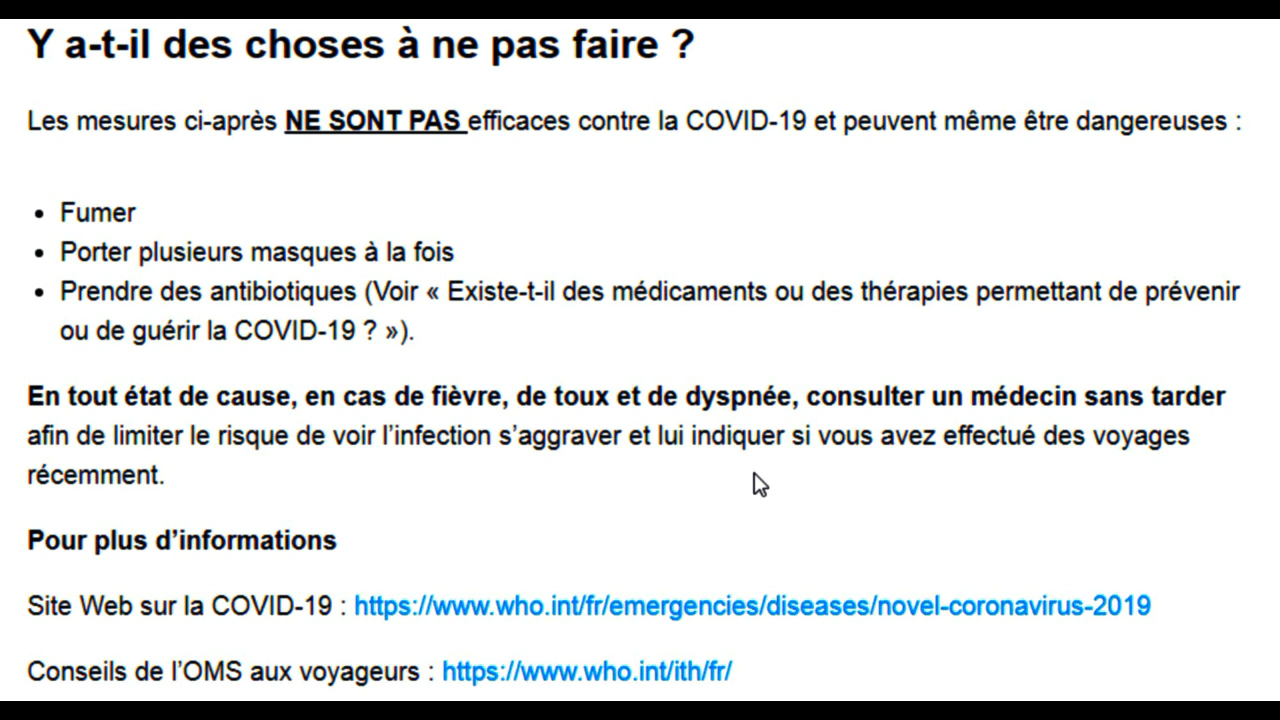 Y a-t-il des choses à ne pas faire ?
Les mesures ci-après NE SONT PAS efficaces contre la COVID-19 et peuvent même être dangereuses :
• Fumer
• Porter plusieurs masques à la fois
• Prendre des antibiotiques (Voir « Existe-t-il des médicaments ou des thérapies permettant de prévenir
ou de guérir la COVID-19 ? »).
En tout état de cause, en cas de fièvre, de toux et de dyspnée, consulter un médecin sans tarder
afin de limiter le risque de voir l’infection s’aggraver et lui indiquer si vous avez effectué des voyages
récemment.
Pour plus d’informations
Site Web sur la COVID-19 : https://www.who.int/fr/emergencies/diseases/novel-coronavirus-2019
Conseils de l’OMS aux voyageurs : https://www.who.int/ith/fr/